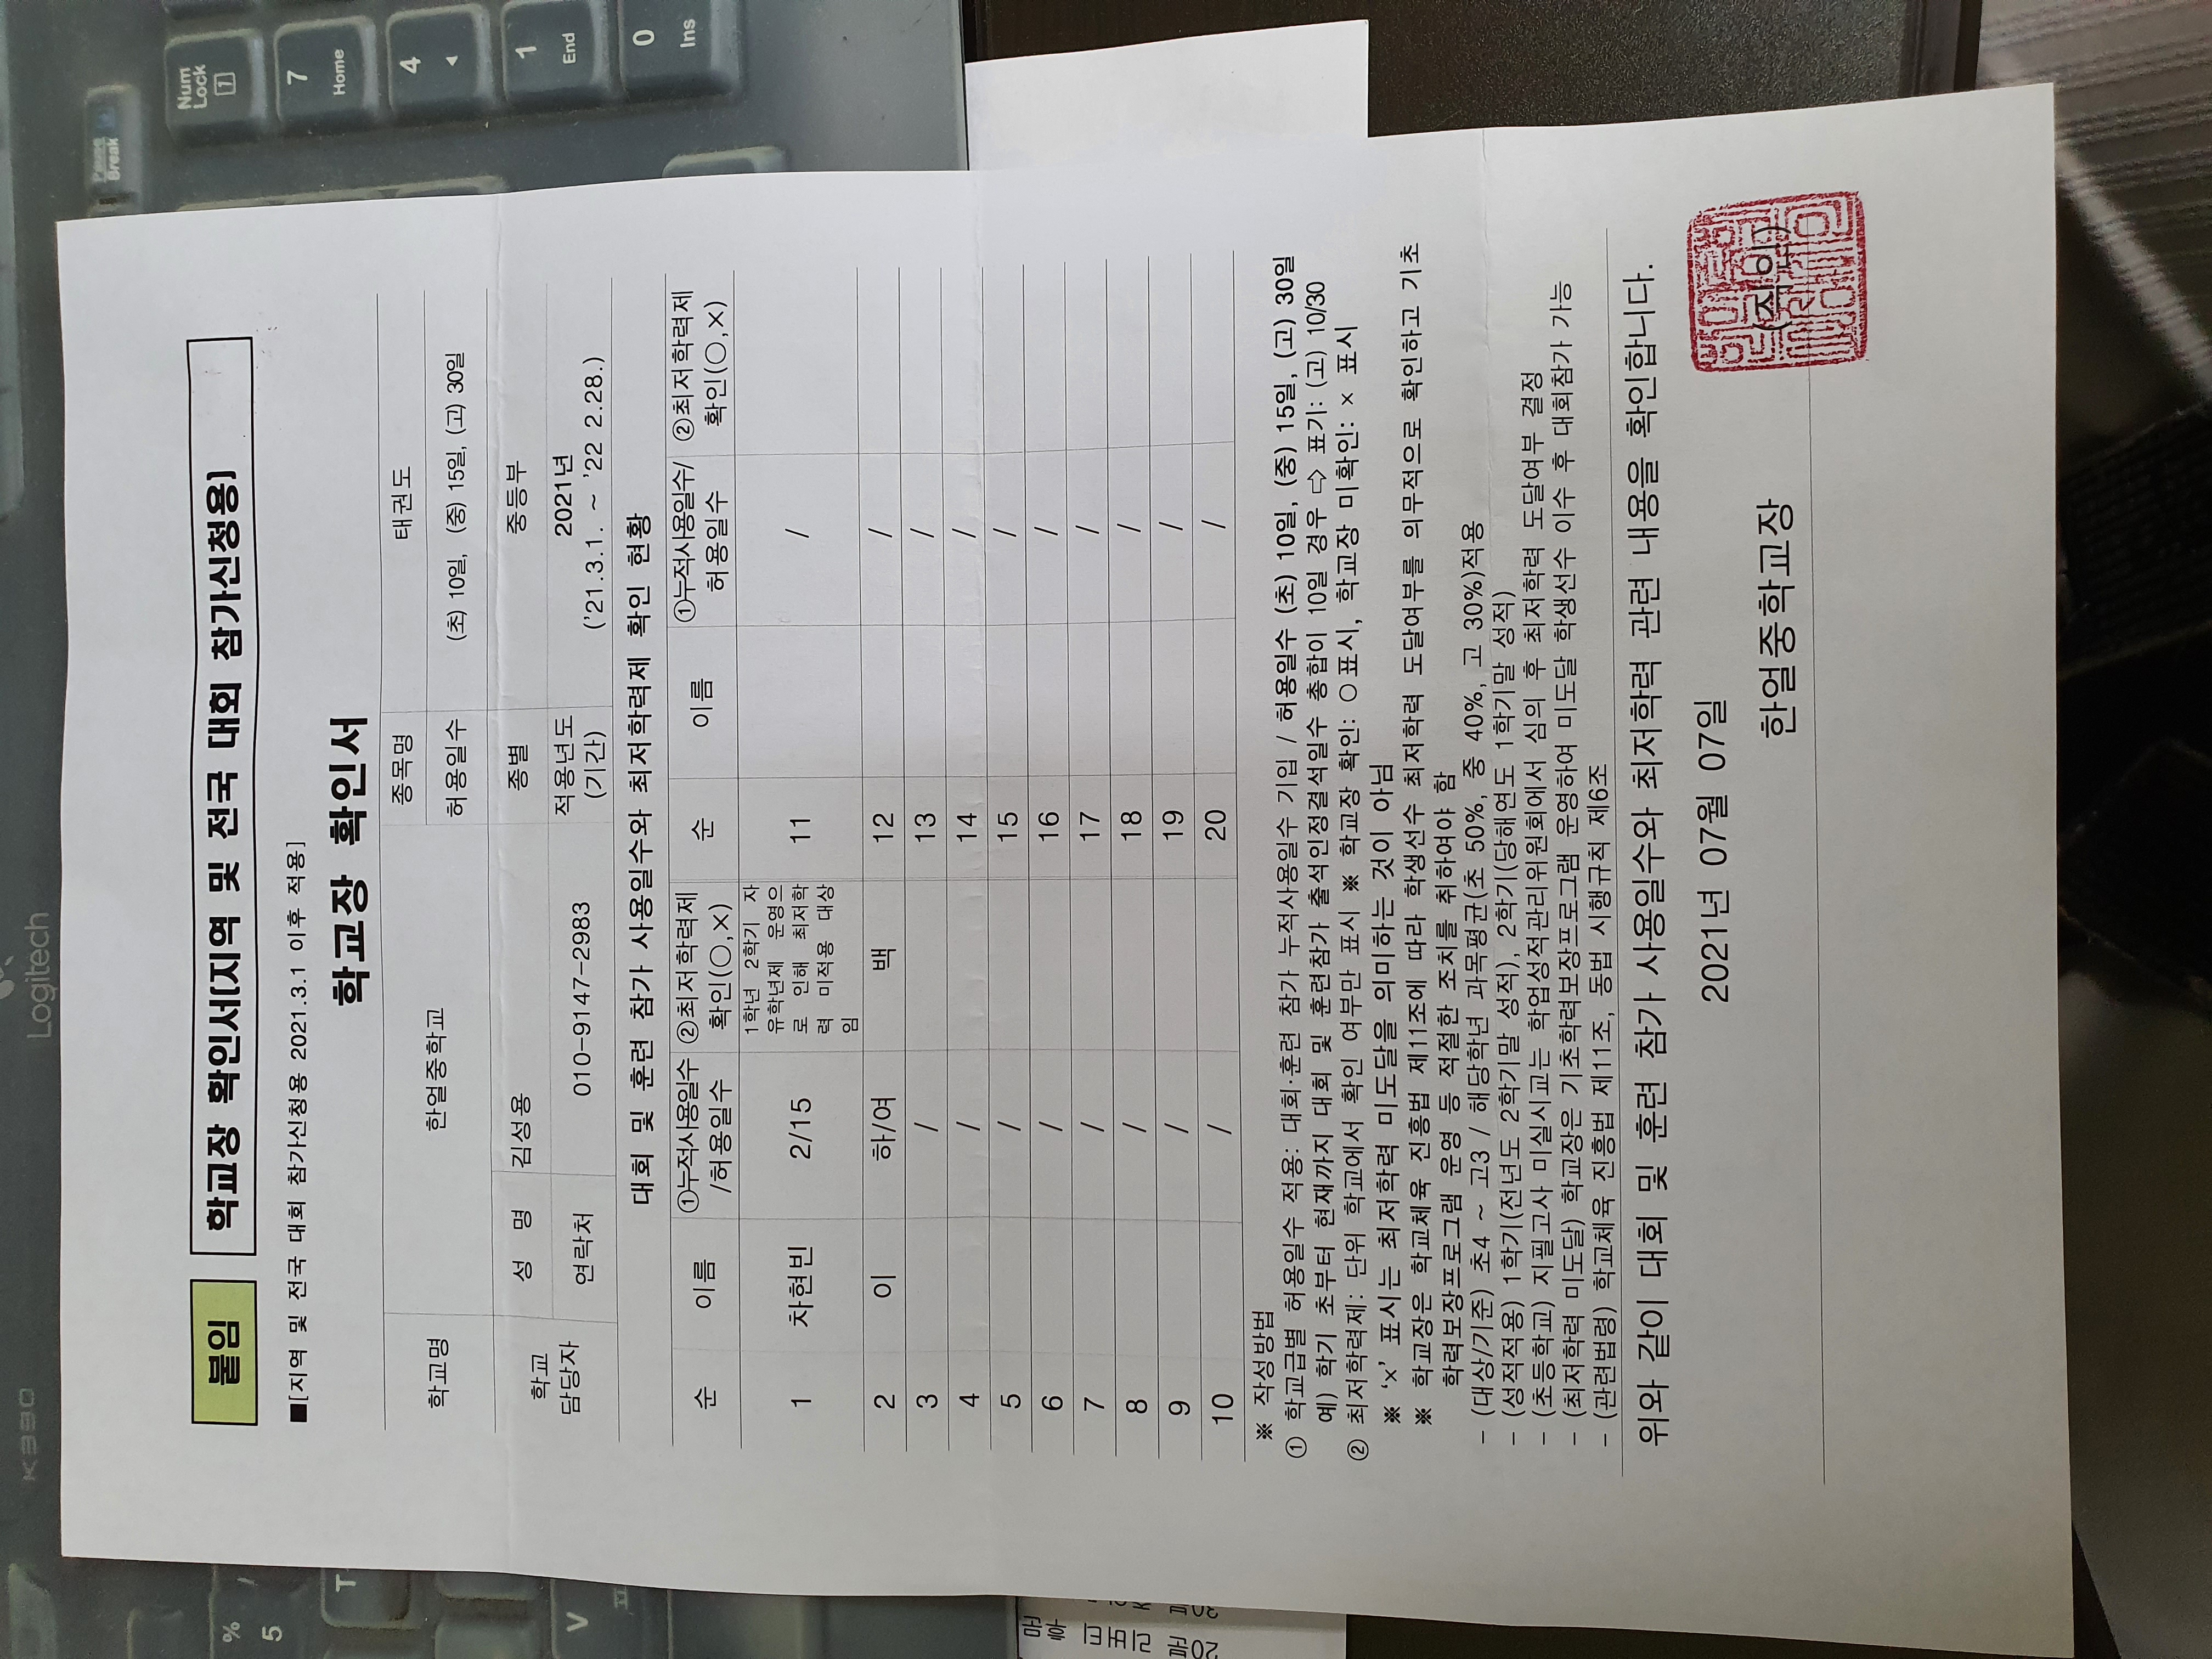 붙임
학교장 확인서(지역 및 전국 대회 참가신청용)
■[지역 및 전국 대회 참가신청용 2021.3.1 이후 적용]
학교장 확인서
학교명 한얼중학교 종목명 태권도
허용일수 (초) 10일, (중) 15일, (고) 30일
학교 담당자 성 명 김성용 종별 중등부
연락처 010-9147-2983 적용년도 (기간) 2021년
('21.3.1. ~ '22 2.28.)
대회 및 훈련 참가 사용일수와 최저학력제 확인 현황
순 이름 ①누적사용일수/허용일수 ②최저학력제 확인(○,×) 순 이름 ①누적사용일수/허용일수 ②최저학력제 확인(○,×)
1 차현빈 2/15 1학년 2학기 자유학년제 운영으로 인해 최저학력 미적용 대상임 11 /
2 이 하/여 백 12 /
3 / 13 /
4 / 14 /
5 / 15 /
6 / 16 /
7 / 17 /
8 / 18 /
9 / 19 /
10 / 20 /
※ 작성방법
① 학교급별 허용일수 적용: 대회·훈련 참가 누적사용일수 기입 / 허용일수 (초) 10일, (중) 15일, (고) 30일
예) 학기 초부터 현재까지 대회 및 훈련참가 출석인정결석일수 총합이 10일 경우 ⇨ 표기: (고) 10/30
② 최저학력제: 단위 학교에서 확인 여부만 표시 ※ 학교장 확인: ○표시, 학교장 미확인: × 표시
※ '×' 표시는 최저학력 미도달을 의미하는 것이 아님
※ 학교장은 학교체육 진흥법 제11조에 따라 학생선수 최저학력 도달여부를 의무적으로 확인하고 기초
학력보장프로그램 운영 등 적절한 조치를 취하여야 함
- (대상/기준) 초4 ~ 고3 / 해당학년 과목평균(초 50%, 중 40%, 고 30%)적용
- (성적적용) 1학기(전년도 2학기말 성적), 2학기(당해연도 1학기말 성적)
- (초등학교) 지필고사 미실시교는 학업성적관리위원회에서 심의 후 최저학력 도달여부 결정
- (최저학력 미도달) 학교장은 기초학력보장프로그램 운영하여 미도달 학생선수 이수 후 대회참가 가능
- (관련법령) 학교체육 진흥법 제11조, 동법 시행규칙 제6조
위와 같이 대회 및 훈련 참가 사용일수와 최저학력 관련 내용을 확인합니다.
2021년 07월 07일
한얼중학교장 (직인)
Logitech
K330
Pause
Break
Num
Lock
7
Home
4
1
End
0
Ins
%
5
T
V